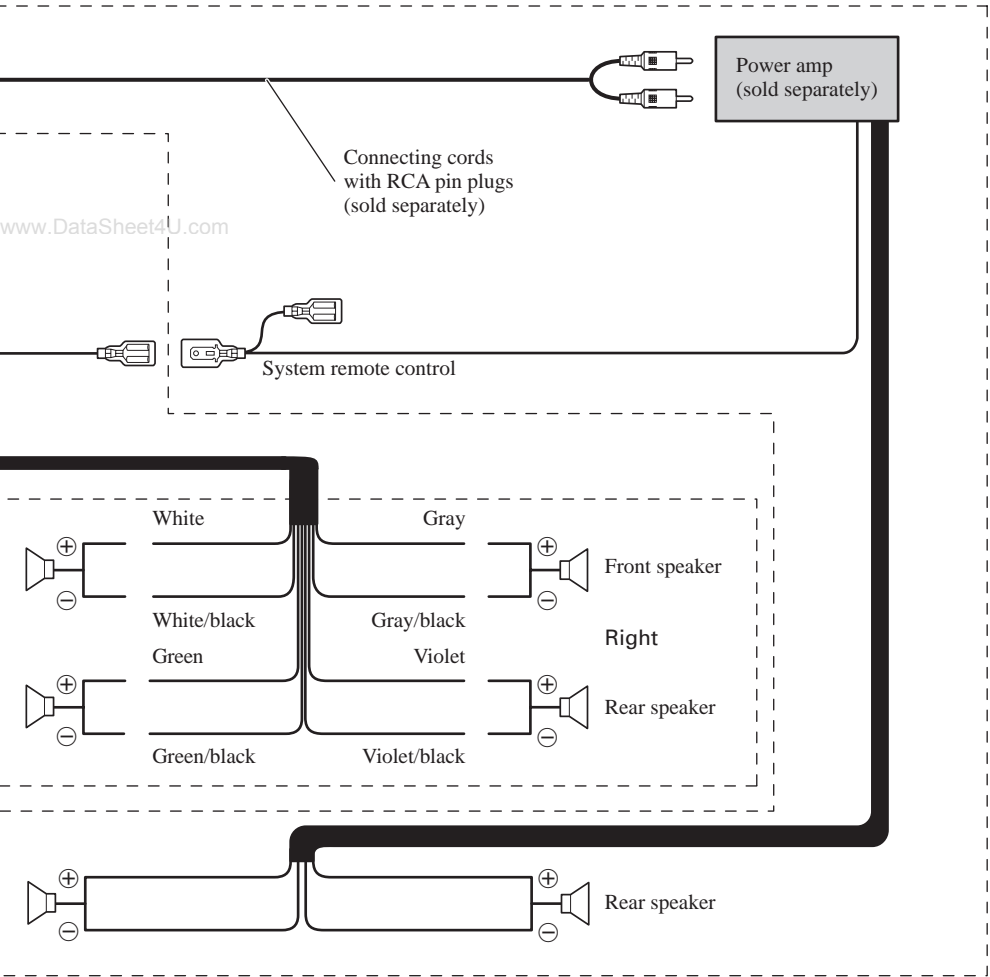 Power amp
(sold separately)
Connecting cords
with RCA pin plugs
(sold separately)
www.DataSheet4U.com
System remote control
White
Gray
⊕
⊕
Front speaker
⊖
⊖
White/black
Gray/black
Right
Green
Violet
⊕
⊕
Rear speaker
⊖
⊖
Green/black
Violet/black
⊕
⊕
Rear speaker
⊖
⊖